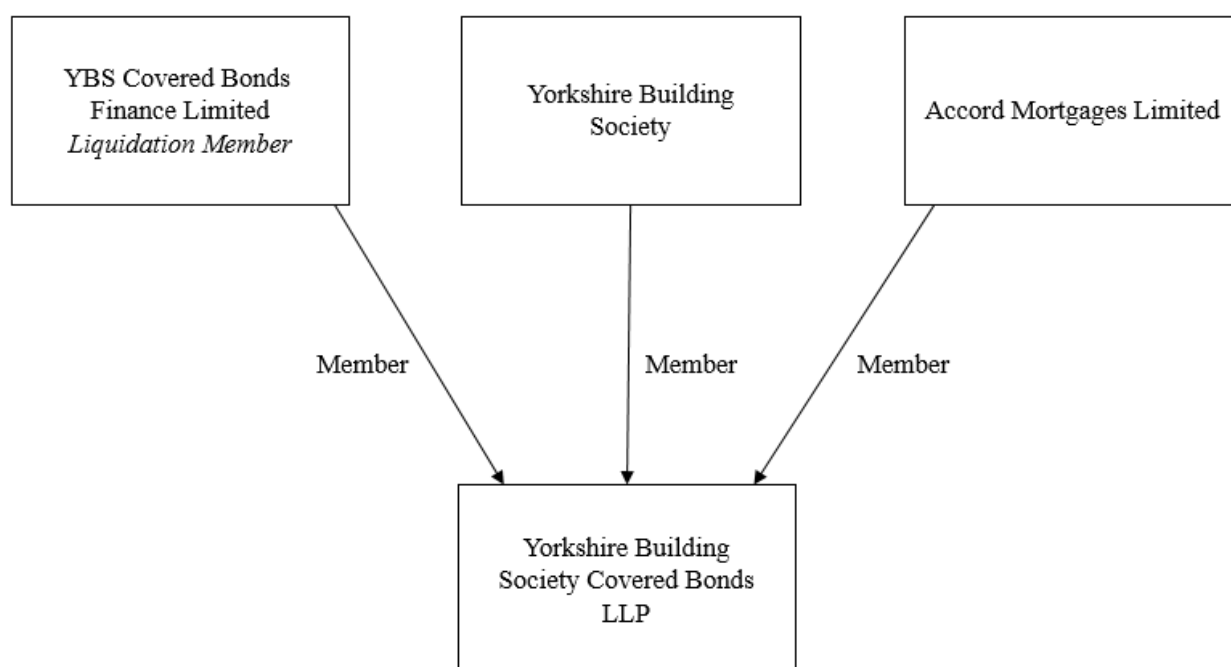 YBS Covered Bonds
Finance Limited
Liquidation Member
Yorkshire Building
Society
Accord Mortgages Limited
Member
Member
Member
Yorkshire Building
Society Covered Bonds
LLP